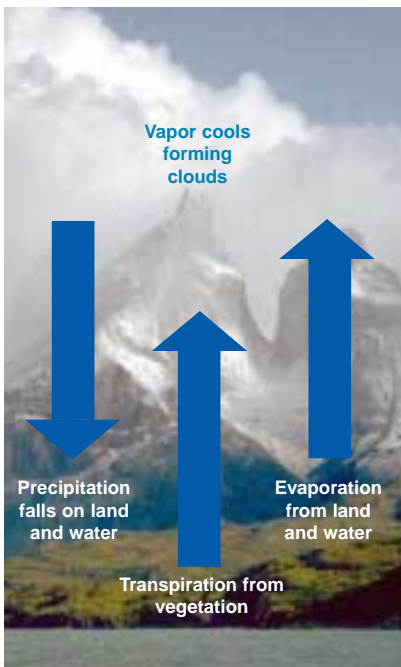 Vapor cools
forming
clouds
Precipitation
falls on land
and water
Evaporation
from land
and water
Transpiration from
vegetation